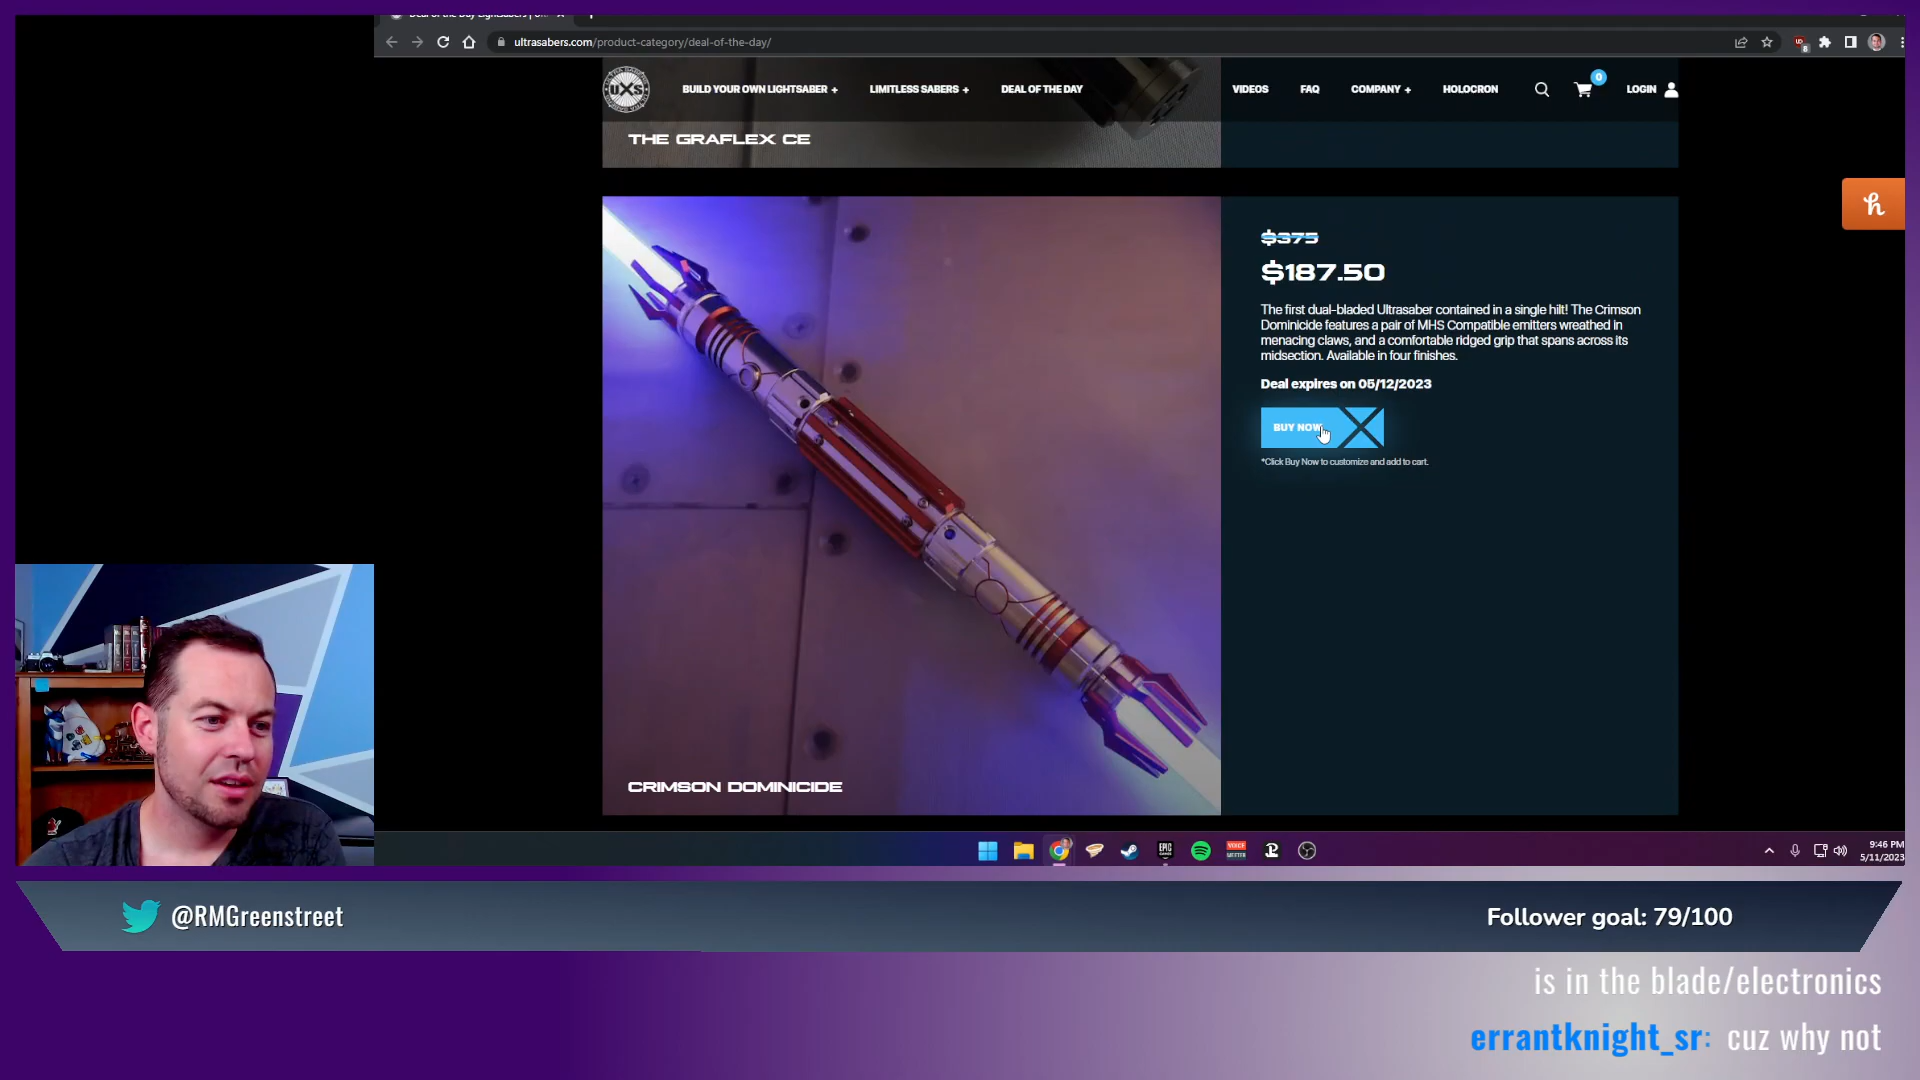 ultrasabers.com/product-category/deal-of-the-day/
UXS
BUILD YOUR OWN LIGHTSABER +
LIMITLESS SABERS +
DEAL OF THE DAY
VIDEOS
FAQ
COMPANY +
HOLOCRON
0
LOGIN
THE GRAFLEX CE
$375
$187.50
The first dual-bladed Ultrasaber contained in a single hilt! The Crimson
Dominicide features a pair of MHS Compatible emitters wreathed in
menacing claws, and a comfortable ridged grip that spans across its
midsection. Available in four finishes.
Deal expires on 05/12/2023
BUY NOW
*Click Buy Now to customize and add to cart.
CRIMSON DOMINICIDE
EPIC
9:46 PM
5/11/2023
@RMGreenstreet
Follower goal: 79/100
is in the blade/electronics
errantknight_sr: cuz why not